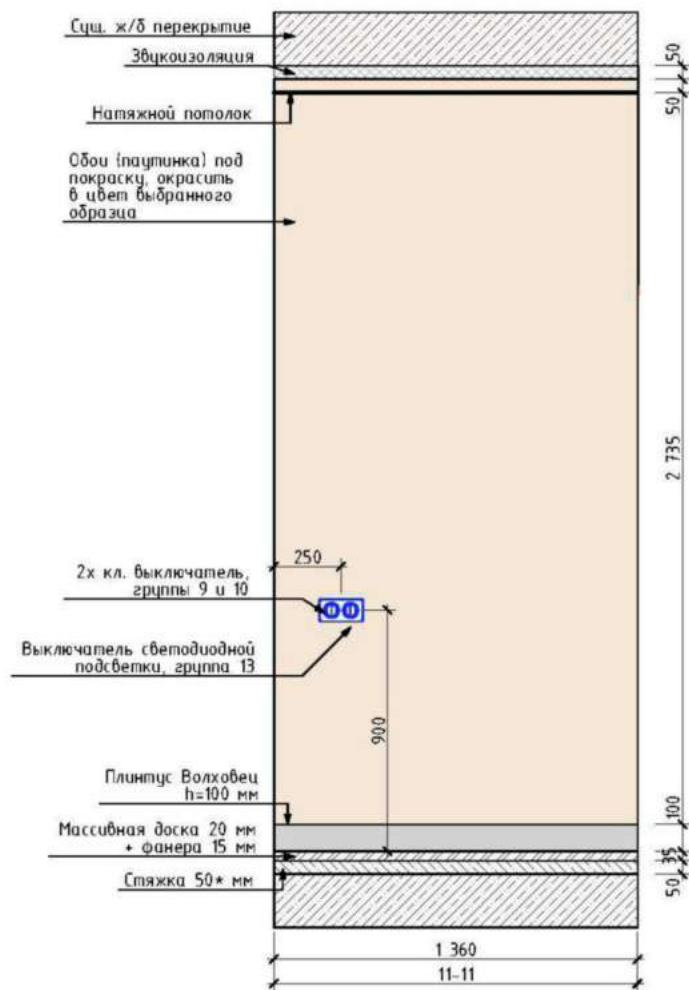 Сущ. ж/б перекрытие
Звукоизоляция
50
50
Натяжной потолок
Обои (паутинка) под
покраску, окрасить
в цвет выбранного
образца
2 735
250
2х кл. выключатель,
группы 9 и 10
Выключатель светодиодной
подсветки, группа 13
900
Плинтус Волховец
h=100 мм
100
Массивная доска 20 мм
+ фанера 15 мм
35
Стяжка 50* мм
50
1 360
11-11